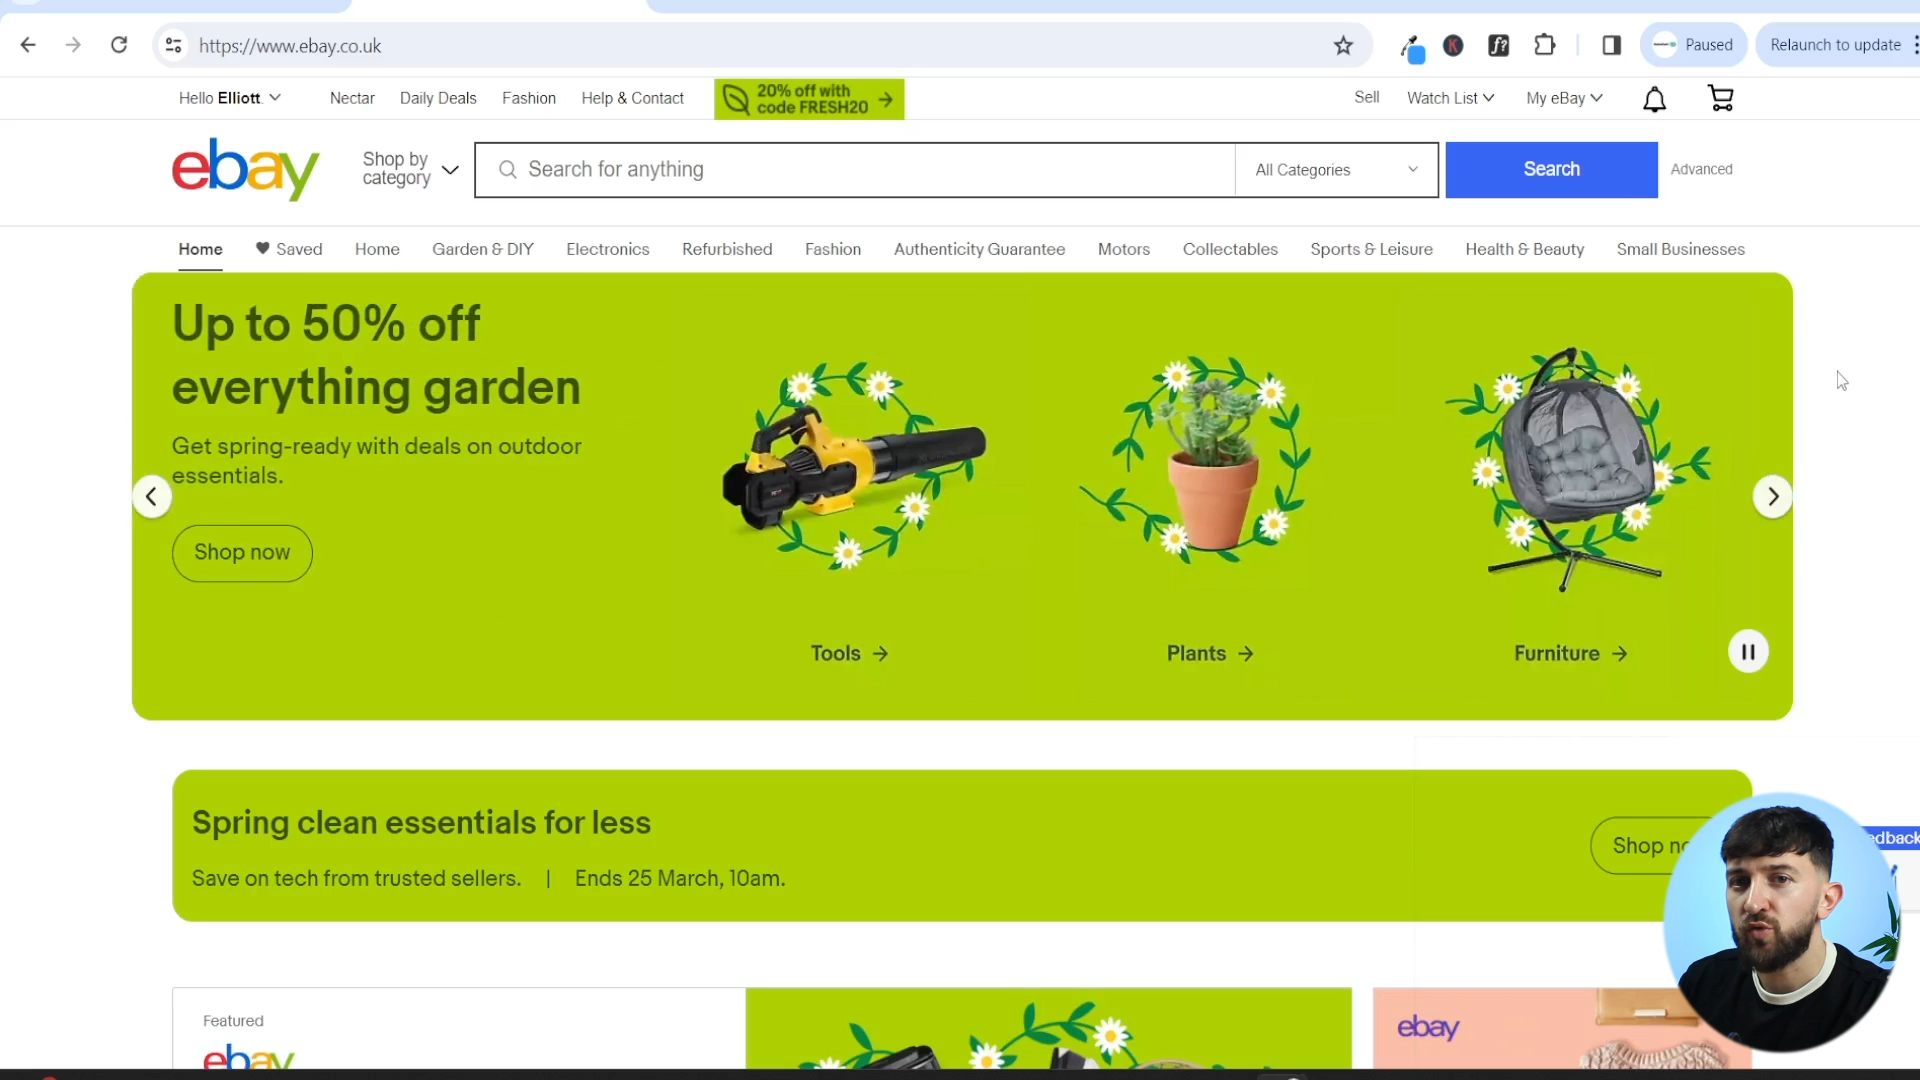 https://www.ebay.co.uk
Paused
Relaunch to update
Hello Elliott
Nectar
Daily Deals
Fashion
Help & Contact
20% off with
code FRESH20
Sell
Watch List
My eBay
ebay
Shop by
category
Search for anything
All Categories
Search
Advanced
Home
Saved
Home
Garden & DIY
Electronics
Refurbished
Fashion
Authenticity Guarantee
Motors
Collectables
Sports & Leisure
Health & Beauty
Small Businesses
Up to 50% off
everything garden
Get spring-ready with deals on outdoor
essentials.
Shop now
Tools
Plants
Furniture
Spring clean essentials for less
Save on tech from trusted sellers. | Ends 25 March, 10am.
Shop
Featured
ebay
ebay